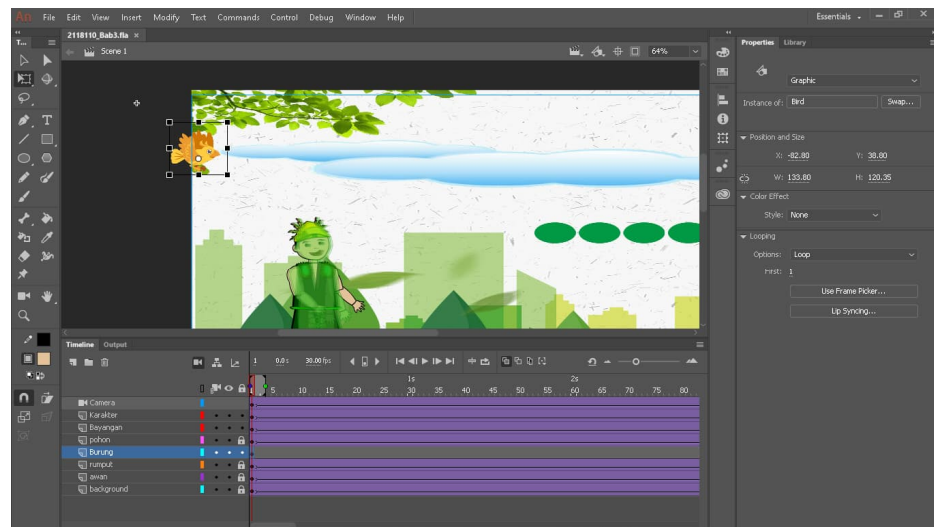 An File Edit View Insert Modify Text Commands Control Debug Window Help Essentials
2118110_Bab3.fla ×
T...
Scene 1 64%
Properties Library
Graphic
Instance of: Bird Swap...
Position and Size
X: -82.80 Y: 38.80
W: 133.80 H: 120.35
Color Effect
Style: None
Looping
Options: Loop
First: 1
Use Frame Picker...
Lip Syncing...
Timeline Output
1 0.0 s 30.00 fps
1s 2s
5 10 15 20 25 30 35 40 45 50 55 60 65 70 75 80
Camera
Karakter
Bayangan
pohon
Burung
rumput
awan
background